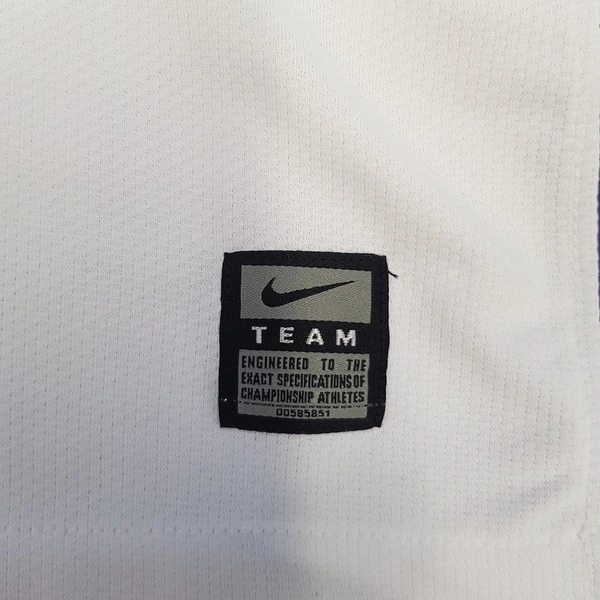 TEAM
ENGINEERED TO THE
EXACT SPECIFICATIONS OF
CHAMPIONSHIP ATHLETES
00585851